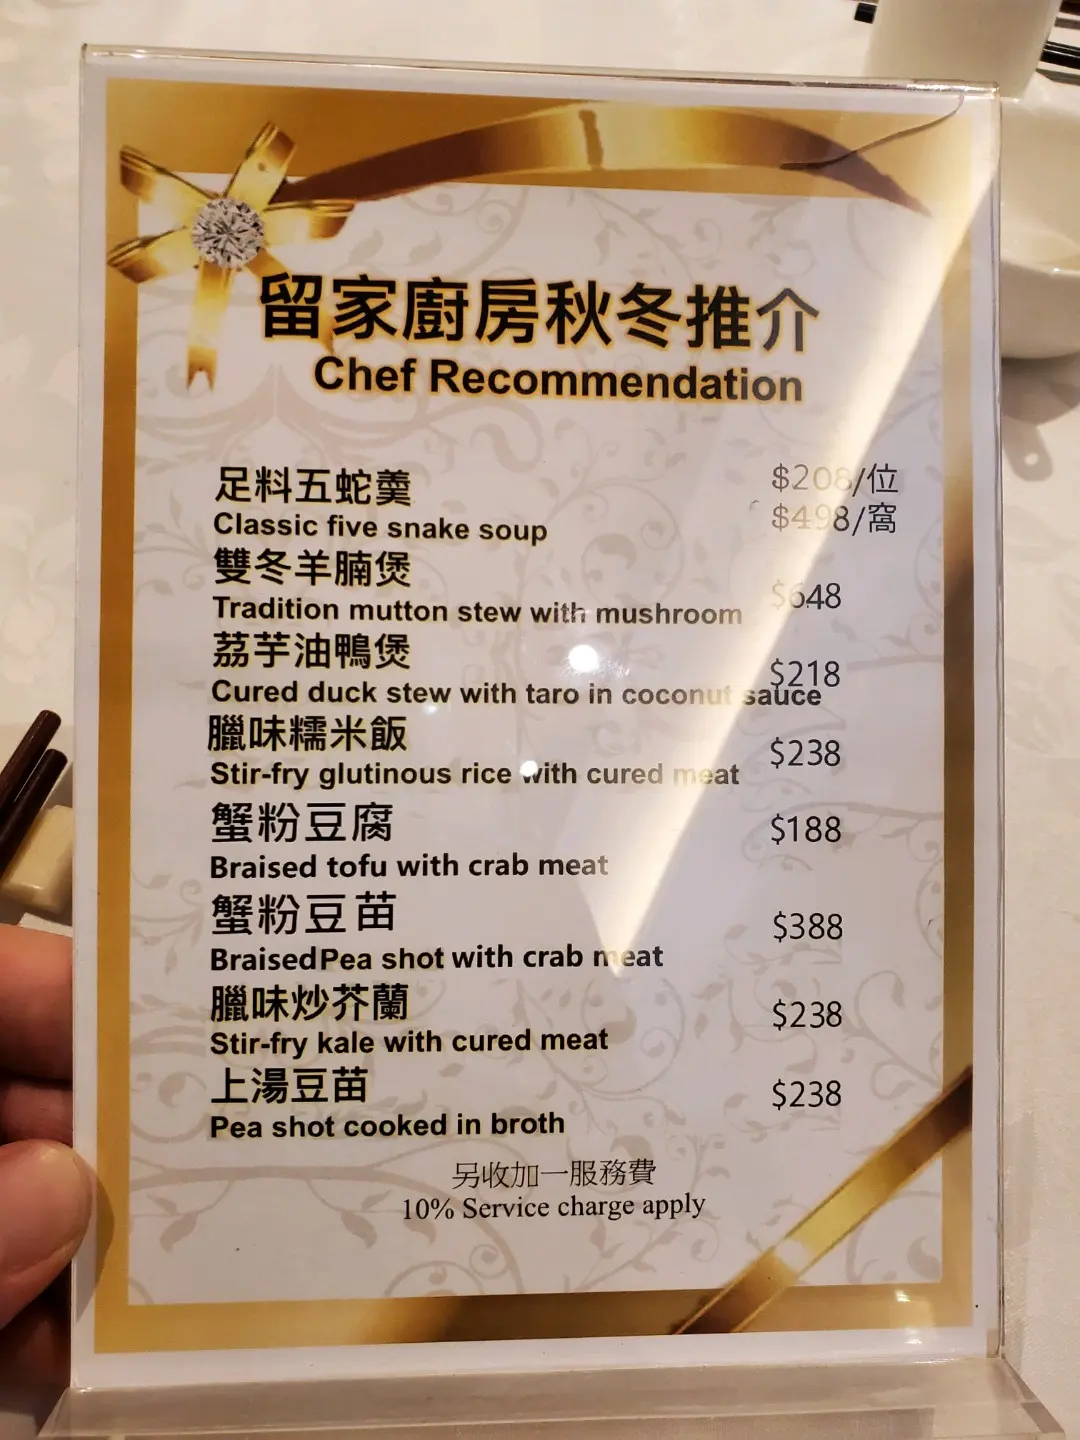 留家廚房秋冬推介
Chef Recommendation
足料五蛇羹
Classic five snake soup
$208/位
$498/窩
雙冬羊腩煲
Tradition mutton stew with mushroom
$648
荔芋油鴨煲
Cured duck stew with taro in coconut sauce
$218
臘味糯米飯
Stir-fry glutinous rice with cured meat
$238
蟹粉豆腐
Braised tofu with crab meat
$188
蟹粉豆苗
BraisedPea shot with crab meat
$388
臘味炒芥蘭
Stir-fry kale with cured meat
$238
上湯豆苗
Pea shot cooked in broth
$238
另收加一服務費
10% Service charge apply